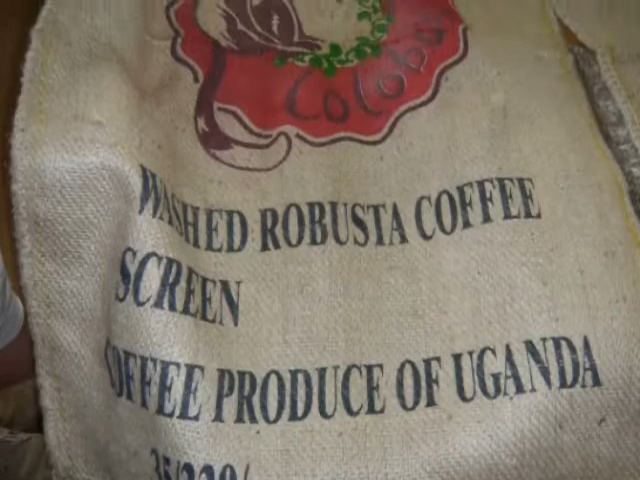 Colobus
WASHED ROBUSTA COFFEE
SCREEN
COFFEE PRODUCE OF UGANDA